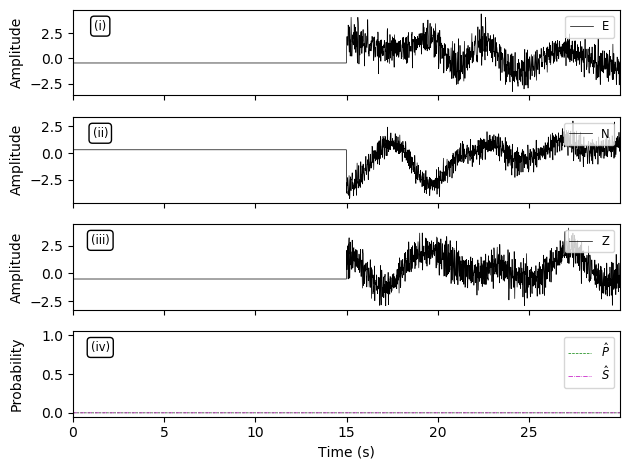 (i)
E
Amplitude
2.5
0.0
−2.5
(ii)
N
Amplitude
2.5
0.0
−2.5
(iii)
Z
Amplitude
2.5
0.0
−2.5
(iv)
P̂
Ŝ
Probability
1.0
0.5
0.0
0 5 10 15 20 25
Time (s)